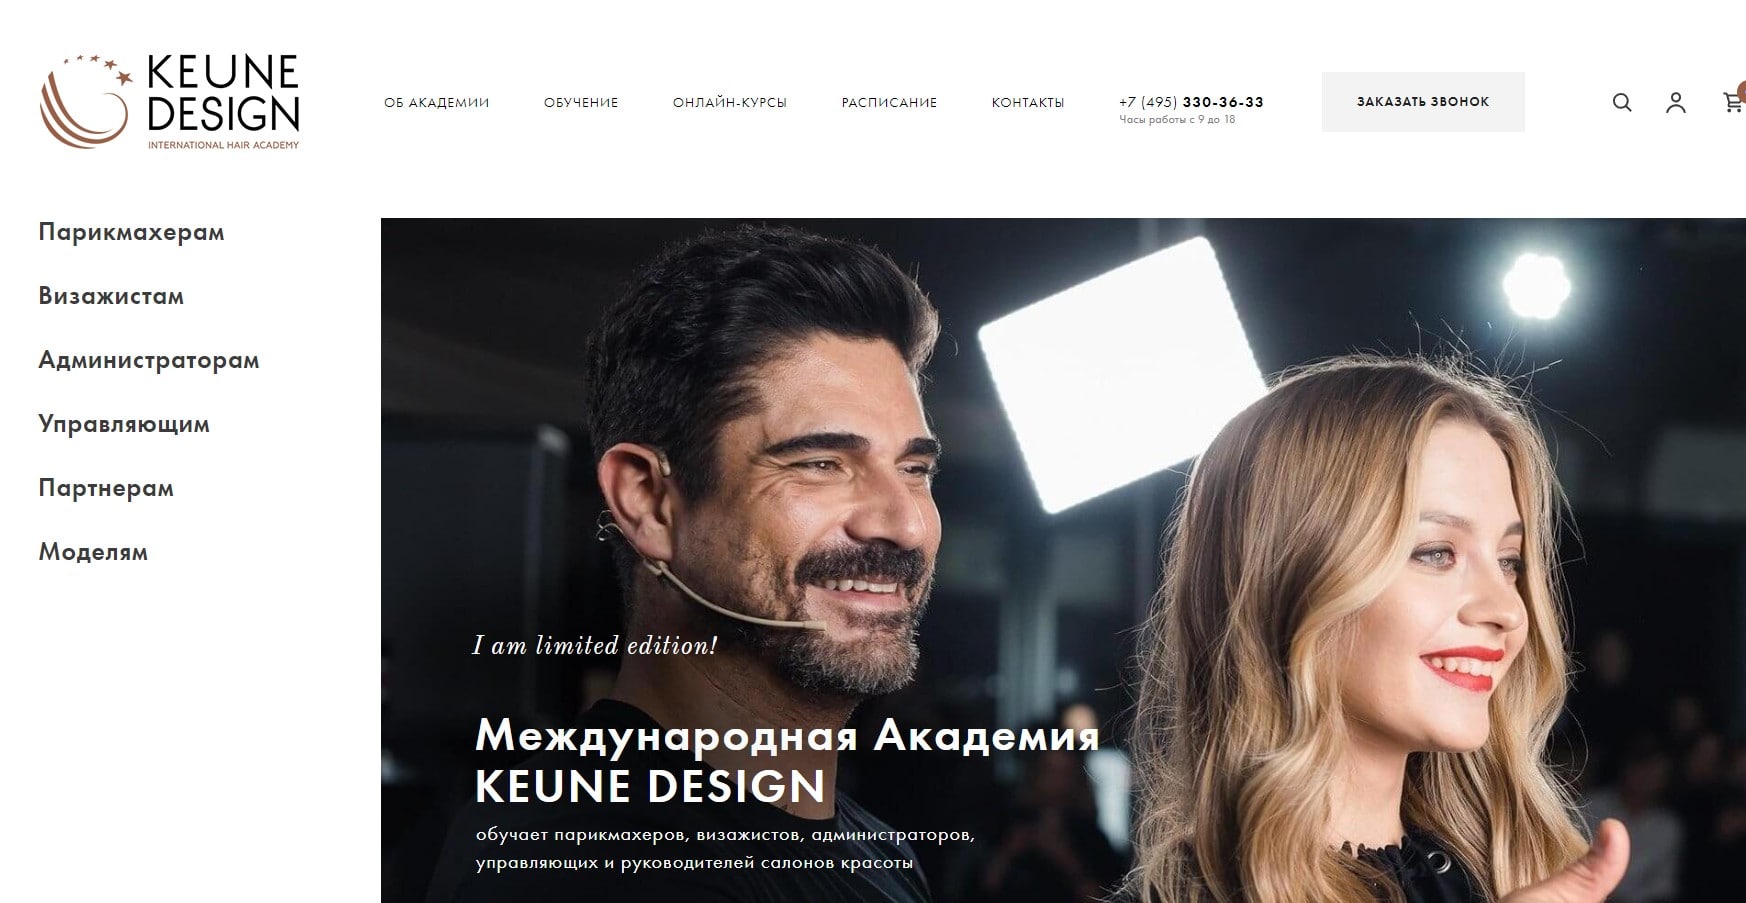 KEUNE
DESIGN
INTERNATIONAL HAIR ACADEMY
ОБ АКАДЕМИИ
ОБУЧЕНИЕ
ОНЛАЙН-КУРСЫ
РАСПИСАНИЕ
КОНТАКТЫ
+7 (495) 330-36-33
Часы работы с 9 до 18
ЗАКАЗАТЬ ЗВОНОК
Парикмахерам
Визажистам
Администраторам
Управляющим
Партнерам
Моделям
I am limited edition!
Международная Академия
KEUNE DESIGN
обучает парикмахеров, визажистов, администраторов,
управляющих и руководителей салонов красоты